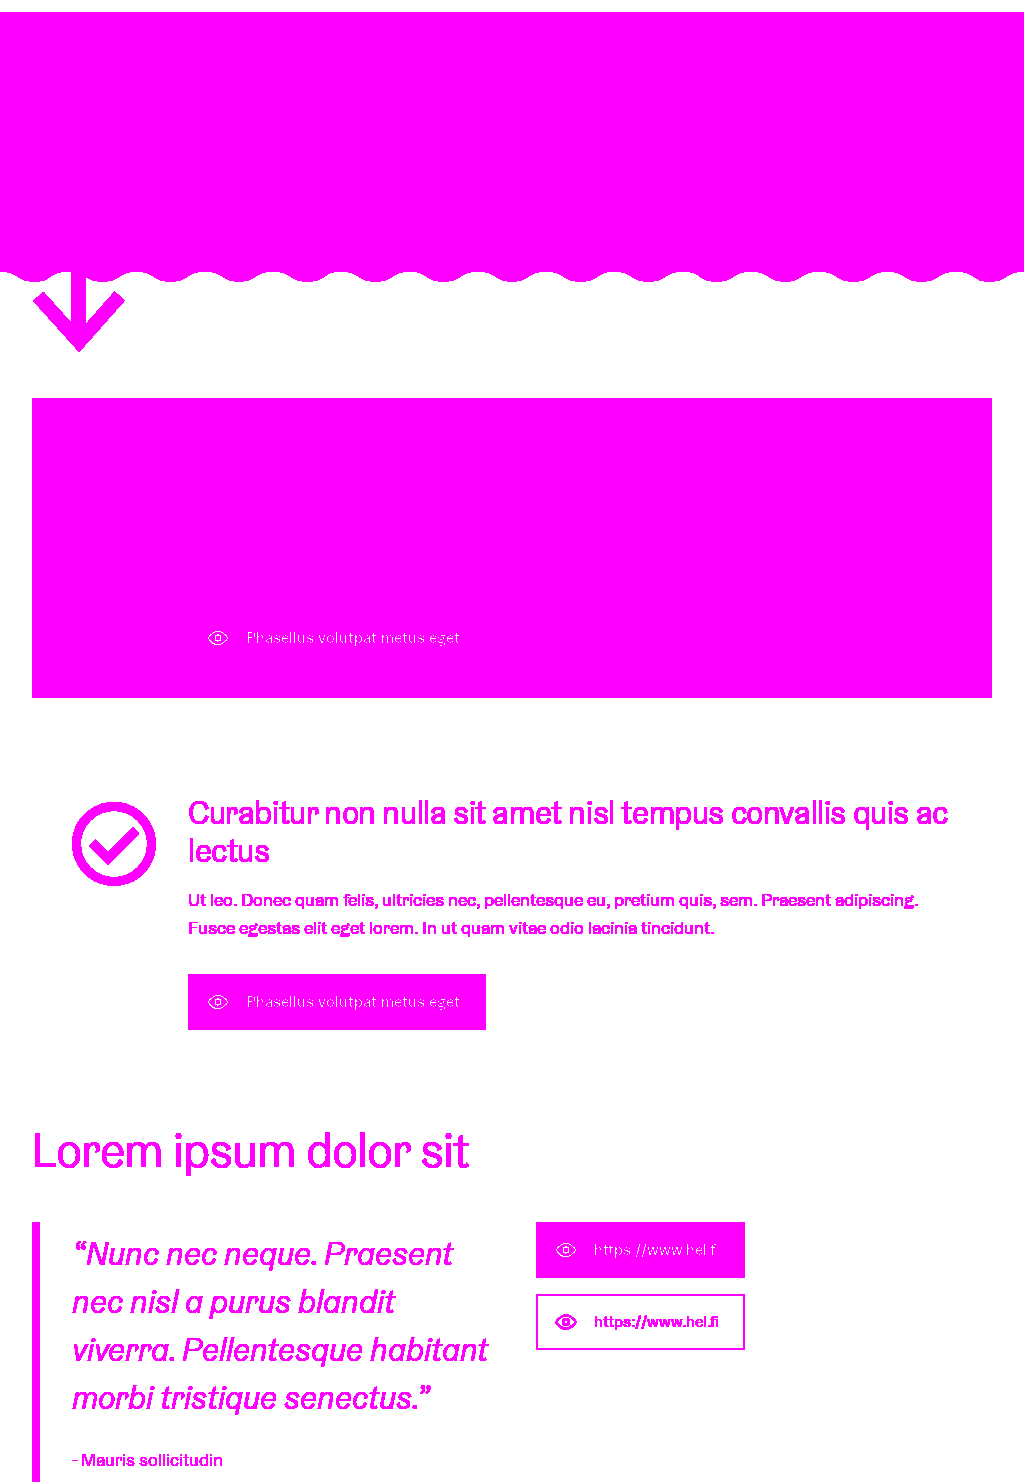 Phasellus volutpat metus eget
Curabitur non nulla sit amet nisl tempus convallis quis ac
lectus
Ut leo. Donec quam felis, ultricies nec, pellentesque eu, pretium quis, sem. Praesent adipiscing.
Fusce egestas elit eget lorem. In ut quam vitae odio lacinia tincidunt.
Phasellus volutpat metus eget
Lorem ipsum dolor sit
“Nunc nec neque. Praesent
nec nisl a purus blandit
viverra. Pellentesque habitant
morbi tristique senectus.”
- Mauris sollicitudin
https://www.hel.fi
https://www.hel.fi